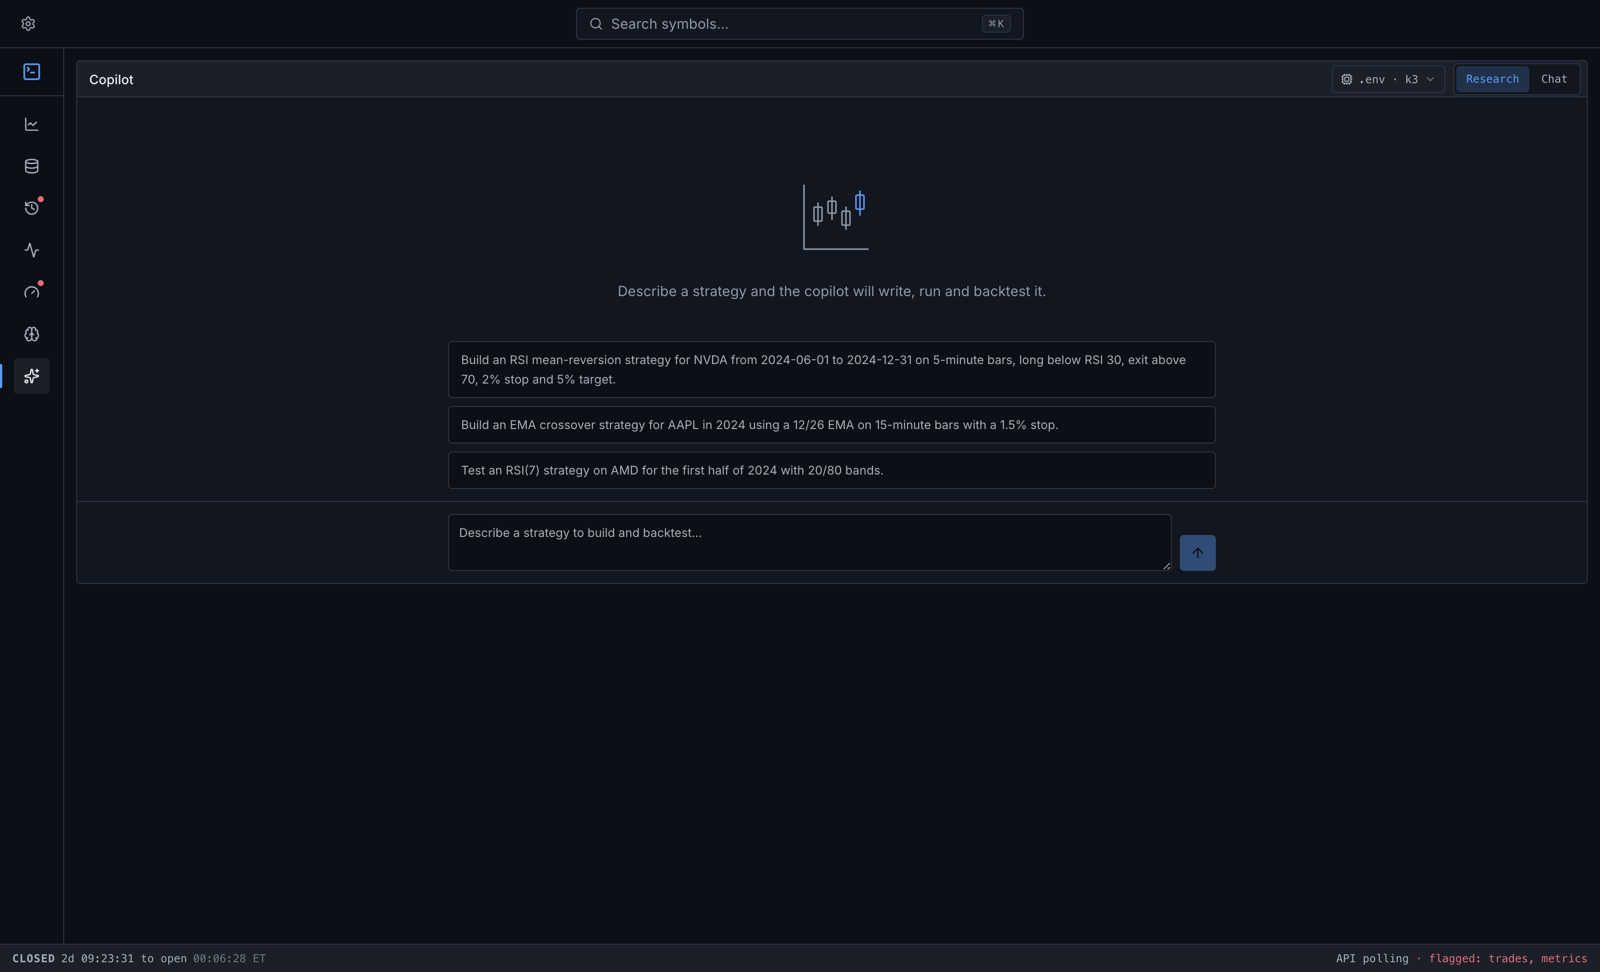 Search symbols...
⌘K
Copilot
.env · k3
Research
Chat
Describe a strategy and the copilot will write, run and backtest it.
Build an RSI mean-reversion strategy for NVDA from 2024-06-01 to 2024-12-31 on 5-minute bars, long below RSI 30, exit above
70, 2% stop and 5% target.
Build an EMA crossover strategy for AAPL in 2024 using a 12/26 EMA on 15-minute bars with a 1.5% stop.
Test an RSI(7) strategy on AMD for the first half of 2024 with 20/80 bands.
Describe a strategy to build and backtest...
CLOSED 2d 09:23:31 to open 00:06:28 ET
API polling · flagged: trades, metrics